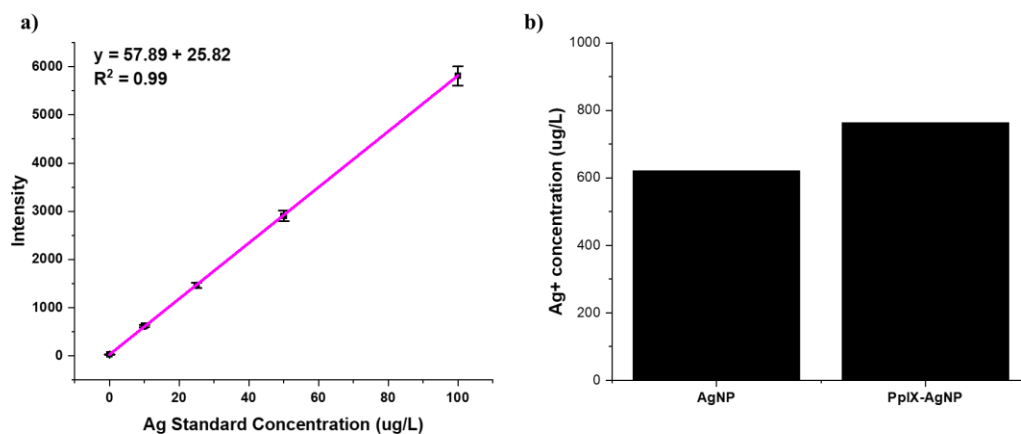 a)
y = 57.89 + 25.82
R² = 0.99
6000
5000
4000
3000
2000
1000
0
Intensity
0 20 40 60 80 100
Ag Standard Concentration (ug/L)
b)
1000
800
600
400
200
0
Ag+ concentration (ug/L)
AgNP PpIX-AgNP